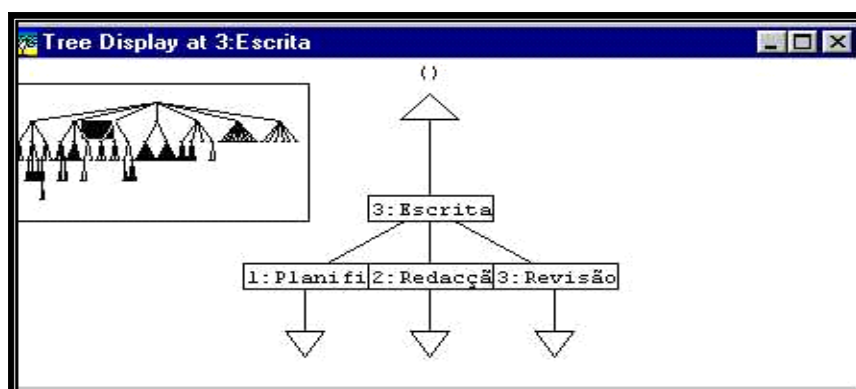 Tree Display at 3:Escrita
()
3:Escrita
1:Planifi 2:Redacçã 3:Revisão